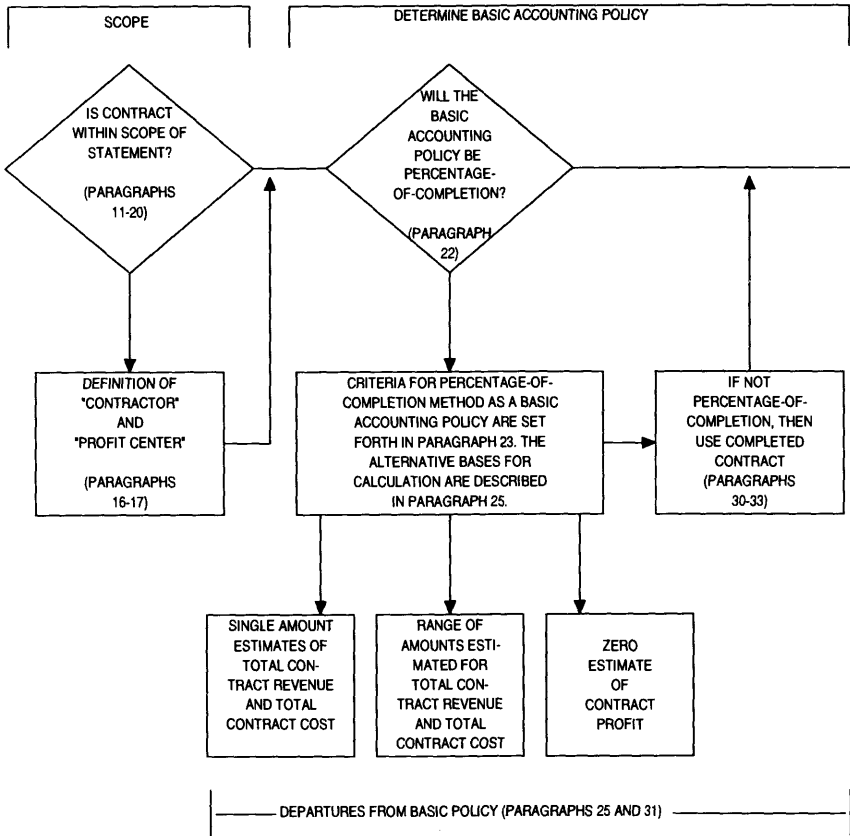 SCOPE
DETERMINE BASIC ACCOUNTING POLICY
IS CONTRACT
WITHIN SCOPE OF
STATEMENT?
(PARAGRAPHS
11-20)
WILL THE
BASIC
ACCOUNTING
POLICY BE
PERCENTAGE-
OF-COMPLETION?
(PARAGRAPH
22)
DEFINITION OF
"CONTRACTOR"
AND
"PROFIT CENTER"
(PARAGRAPHS
16-17)
CRITERIA FOR PERCENTAGE-OF-
COMPLETION METHOD AS A BASIC
ACCOUNTING POLICY ARE SET
FORTH IN PARAGRAPH 23. THE
ALTERNATIVE BASES FOR
CALCULATION ARE DESCRIBED
IN PARAGRAPH 25.
IF NOT
PERCENTAGE-OF-
COMPLETION, THEN
USE COMPLETED
CONTRACT
(PARAGRAPHS
30-33)
SINGLE AMOUNT
ESTIMATES OF
TOTAL CON-
TRACT REVENUE
AND TOTAL
CONTRACT COST
RANGE OF
AMOUNTS ESTI-
MATED FOR
TOTAL CON-
TRACT REVENUE
AND TOTAL
CONTRACT COST
ZERO
ESTIMATE
OF
CONTRACT
PROFIT
DEPARTURES FROM BASIC POLICY (PARAGRAPHS 25 AND 31)